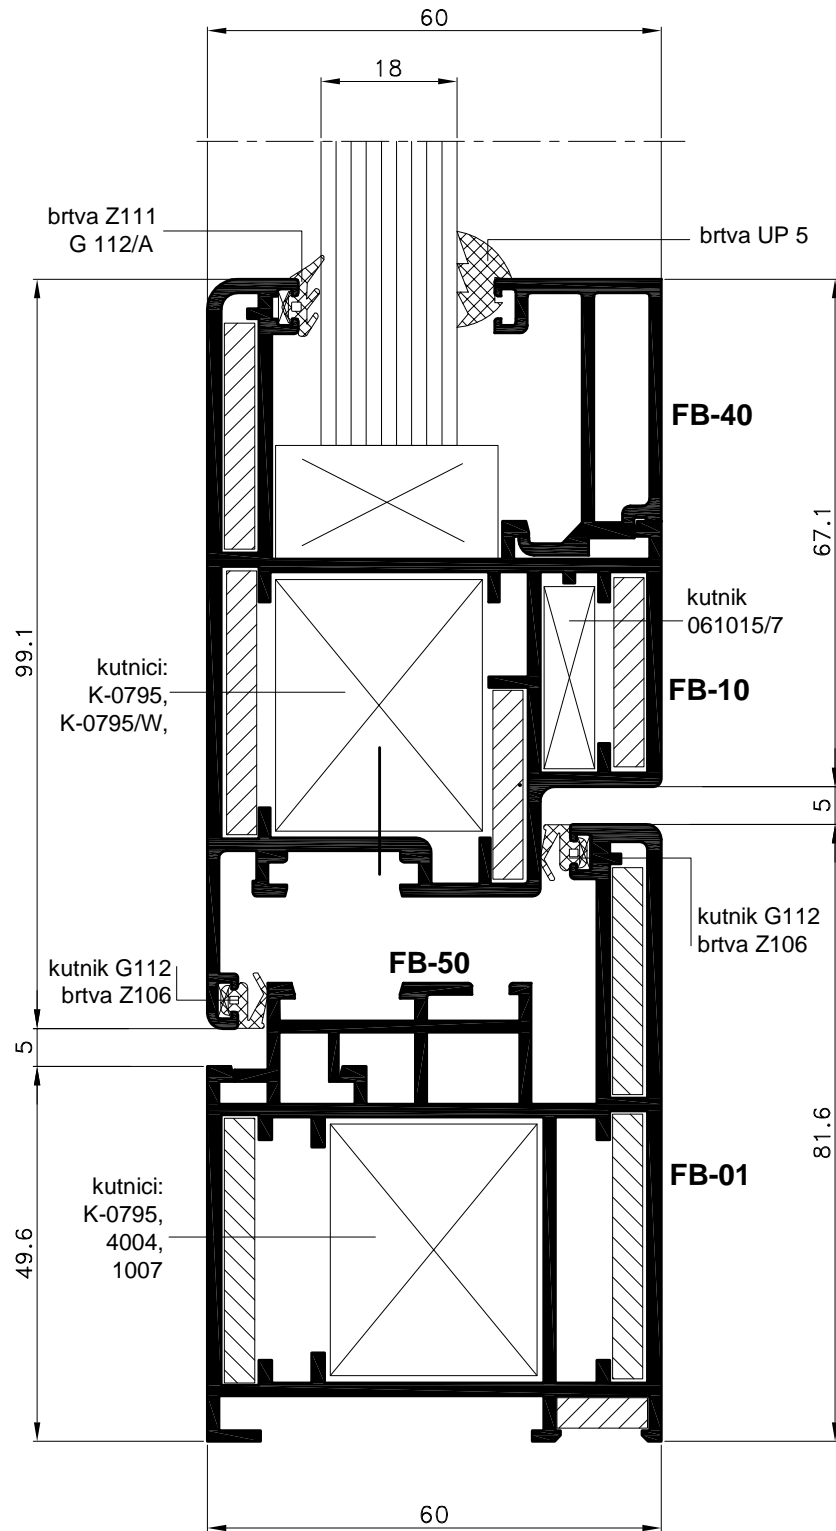 60
18
brtva Z111
G 112/A
brtva UP 5
FB-40
67.1
99.1
kutnik
061015/7
kutnici:
K-0795,
K-0795/W,
FB-10
5
kutnik G112
brtva Z106
FB-50
kutnik G112
brtva Z106
5
81.6
FB-01
kutnici:
K-0795,
4004,
1007
49.6
60